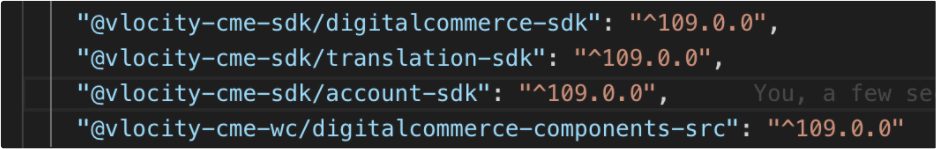 "@vlocity-cme-sdk/digitalcommerce-sdk": "^109.0.0",
"@vlocity-cme-sdk/translation-sdk": "^109.0.0",
"@vlocity-cme-sdk/account-sdk": "^109.0.0", You, a few se
"@vlocity-cme-wc/digitalcommerce-components-src": "^109.0.0"